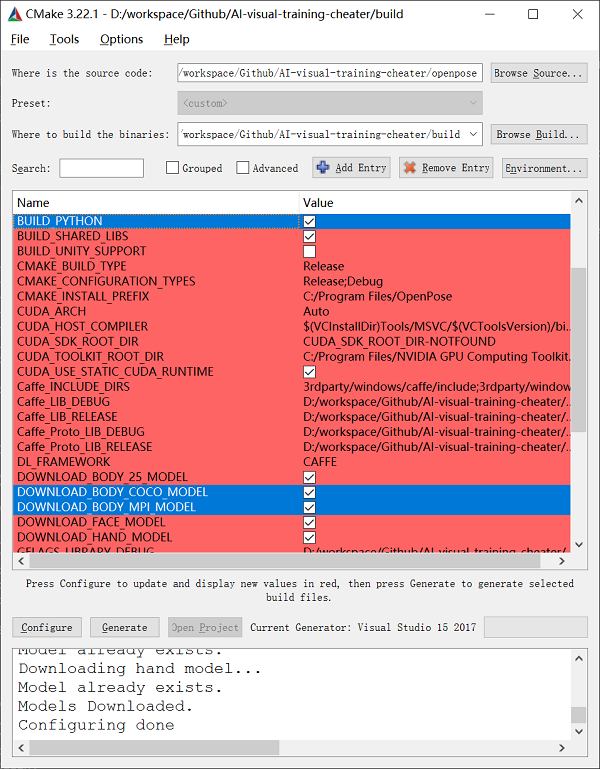 CMake 3.22.1 - D:/workspace/Github/AI-visual-training-cheater/build
File Tools Options Help
Where is the source code: /workspace/Github/AI-visual-training-cheater/openpose Browse Source...
Preset: <custom>
Where to build the binaries: workspace/Github/AI-visual-training-cheater/build Browse Build...
Search: Grouped Advanced Add Entry Remove Entry Environment...
Name Value
BUILD_PYTHON
BUILD_SHARED_LIBS
BUILD_UNITY_SUPPORT
CMAKE_BUILD_TYPE Release
CMAKE_CONFIGURATION_TYPES Release;Debug
CMAKE_INSTALL_PREFIX C:/Program Files/OpenPose
CUDA_ARCH Auto
CUDA_HOST_COMPILER $(VCInstallDir)Tools/MSVC/$(VCToolsVersion)/bi...
CUDA_SDK_ROOT_DIR CUDA_SDK_ROOT_DIR-NOTFOUND
CUDA_TOOLKIT_ROOT_DIR C:/Program Files/NVIDIA GPU Computing Toolkit...
CUDA_USE_STATIC_CUDA_RUNTIME
Caffe_INCLUDE_DIRS 3rdparty/windows/caffe/include;3rdparty/window
Caffe_LIB_DEBUG D:/workspace/Github/AI-visual-training-cheater/...
Caffe_LIB_RELEASE D:/workspace/Github/AI-visual-training-cheater/...
Caffe_Proto_LIB_DEBUG D:/workspace/Github/AI-visual-training-cheater/...
Caffe_Proto_LIB_RELEASE D:/workspace/Github/AI-visual-training-cheater/...
DL_FRAMEWORK CAFFE
DOWNLOAD_BODY_25_MODEL
DOWNLOAD_BODY_COCO_MODEL
DOWNLOAD_BODY_MPI_MODEL
DOWNLOAD_FACE_MODEL
DOWNLOAD_HAND_MODEL
GFLAGS_LIBRARY_DEBUG D:/workspace/Github/AI-visual-training-cheater/...
Press Configure to update and display new values in red, then press Generate to generate selected
build files.
Configure Generate Open Project Current Generator: Visual Studio 15 2017
Model already exists.
Downloading hand model...
Model already exists.
Models Downloaded.
Configuring done